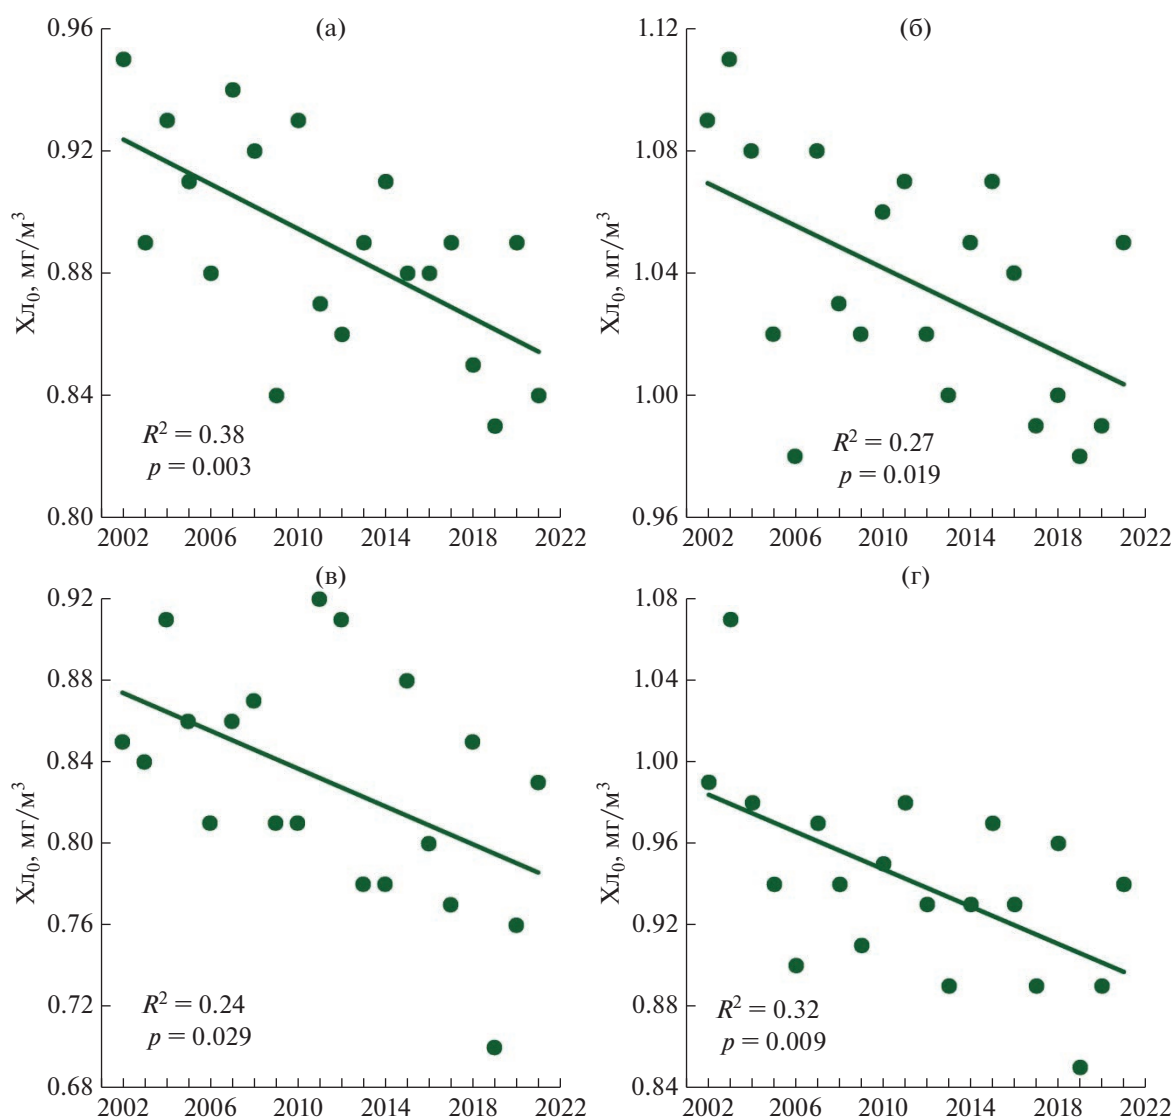 (а)
0.96
0.92
0.88
0.84
0.80
Хл₀, мг/м³
R² = 0.38
p = 0.003
2002 2006 2010 2014 2018 2022
(б)
1.12
1.08
1.04
1.00
0.96
Хл₀, мг/м³
R² = 0.27
p = 0.019
2002 2006 2010 2014 2018 2022
(в)
0.92
0.88
0.84
0.80
0.76
0.72
0.68
Хл₀, мг/м³
R² = 0.24
p = 0.029
2002 2006 2010 2014 2018 2022
(г)
1.08
1.04
1.00
0.96
0.92
0.88
0.84
Хл₀, мг/м³
R² = 0.32
p = 0.009
2002 2006 2010 2014 2018 2022